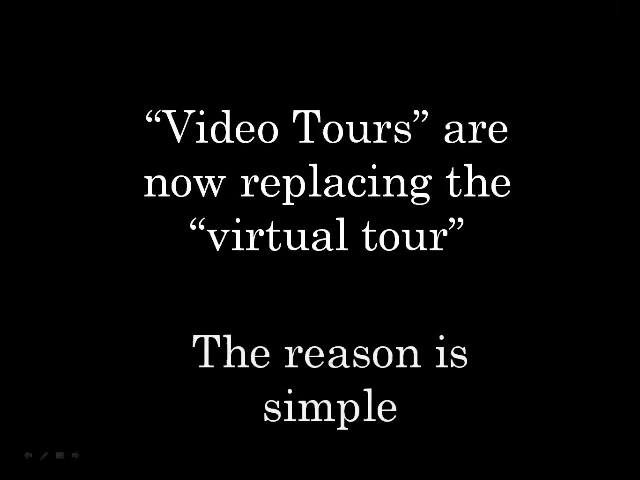 “Video Tours” are
now replacing the
“virtual tour”
The reason is
simple